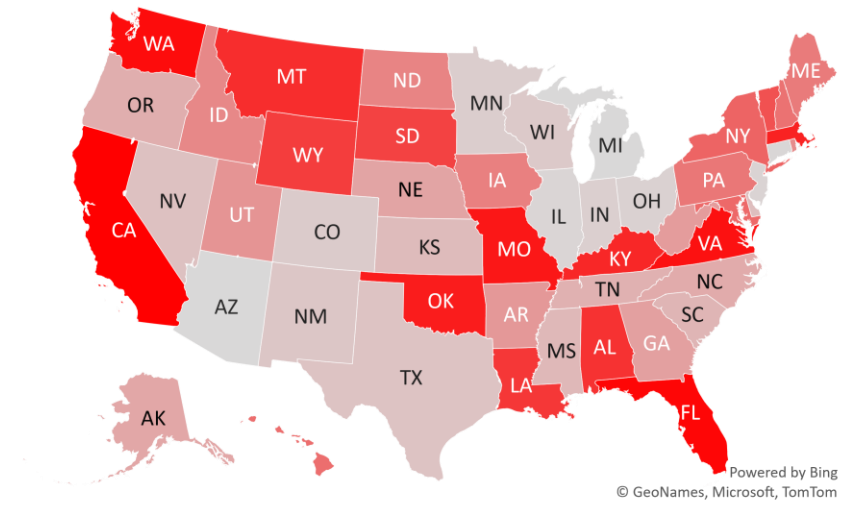 WA
MT
ND
ME
OR
MN
ID
WI
SD
NY
MI
WY
IA
PA
NE
NV
OH
IL
IN
UT
CO
CA
VA
KS
MO
KY
NC
TN
OK
AZ
NM
AR
SC
GA
MS
AL
TX
LA
FL
AK
Powered by Bing
© GeoNames, Microsoft, TomTom